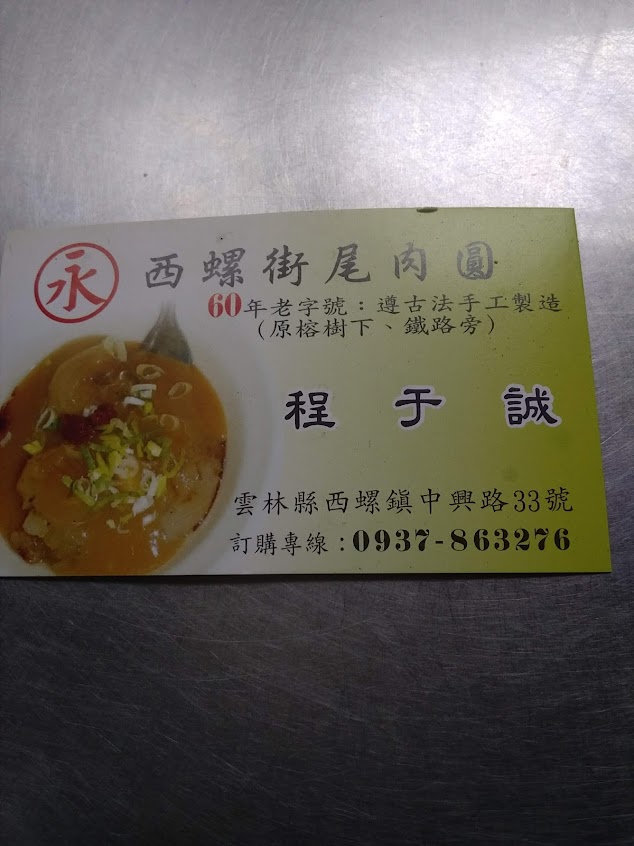 永 西螺街尾肉圓
60年老字號：遵古法手工製造
(原榕樹下、鐵路旁)
程于誠
雲林縣西螺鎮中興路33號
訂購專線：0937-863276